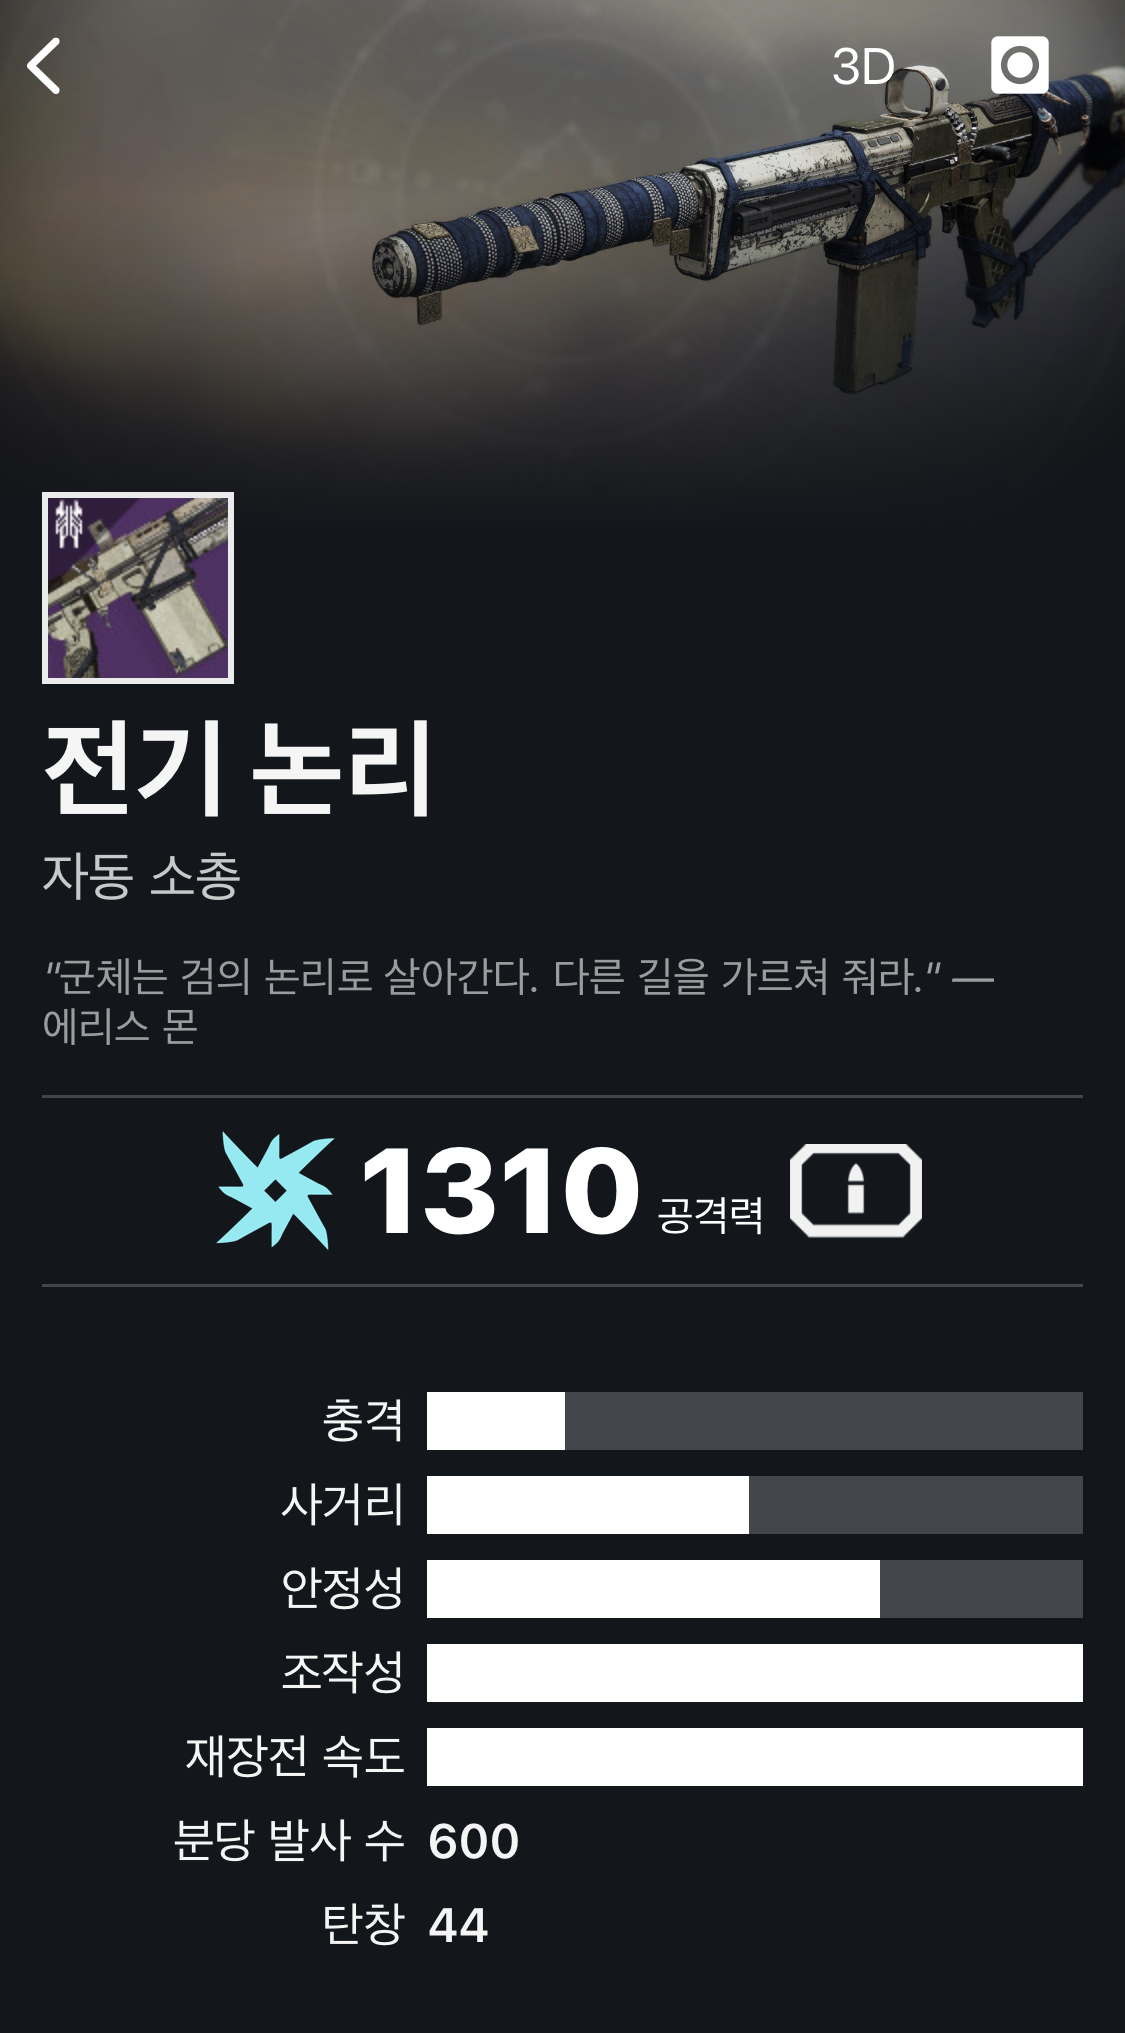 3D
전기 논리
자동 소총
"군체는 검의 논리로 살아간다. 다른 길을 가르쳐 줘라." —
에리스 몬
1310 공격력
충격
사거리
안정성
조작성
재장전 속도
분당 발사 수 600
탄창 44